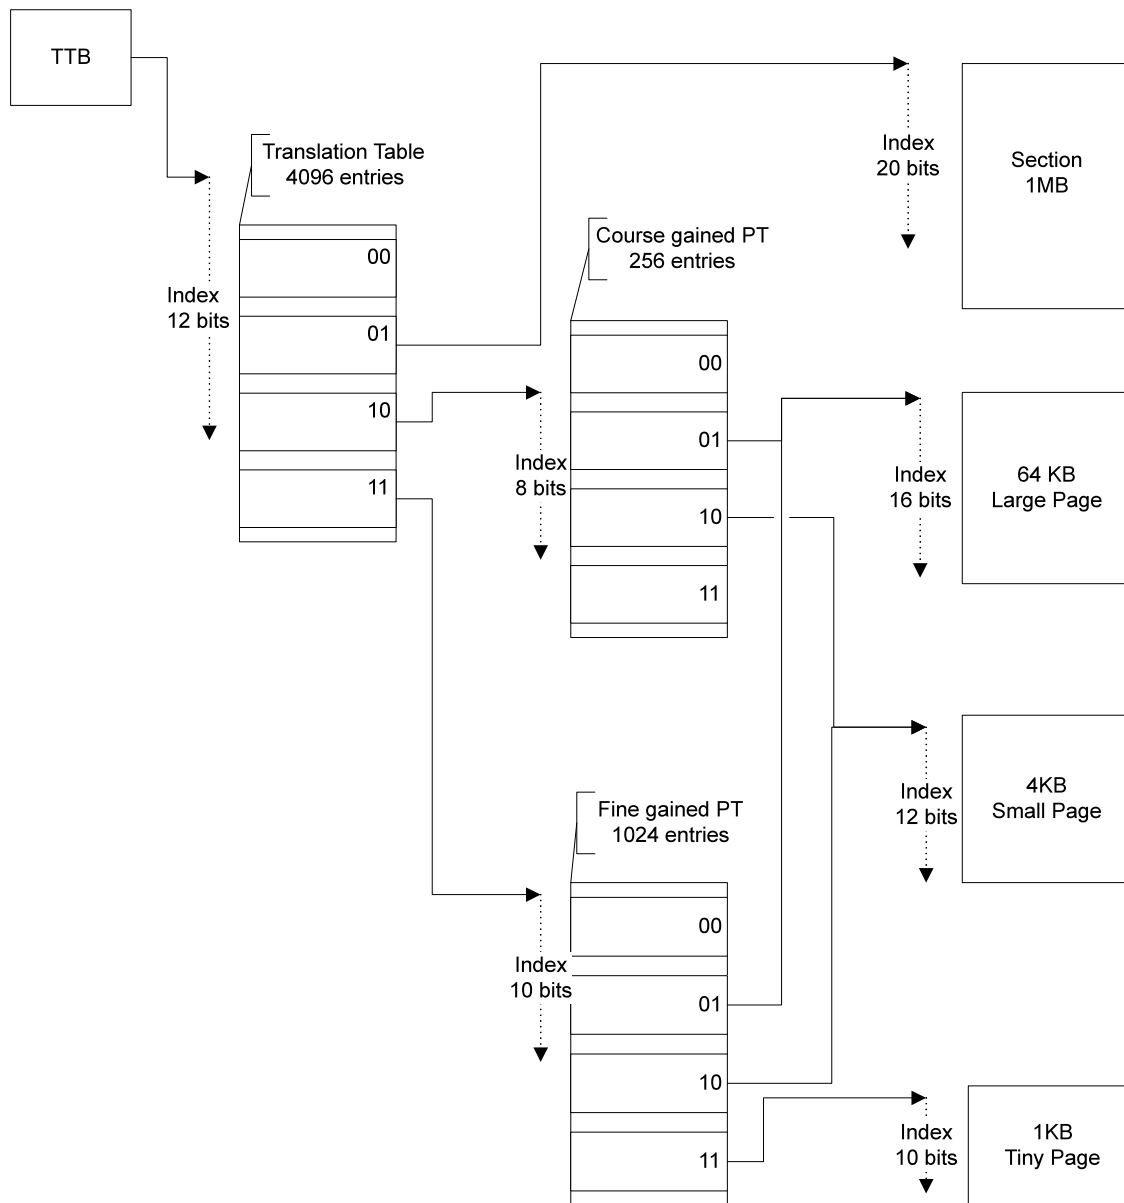 TTB
Translation Table
4096 entries
Index
12 bits
00
01
10
11
Course gained PT
256 entries
Index
8 bits
00
01
10
11
Fine gained PT
1024 entries
Index
10 bits
00
01
10
11
Index
20 bits
Section
1MB
Index
16 bits
64 KB
Large Page
Index
12 bits
4KB
Small Page
Index
10 bits
1KB
Tiny Page